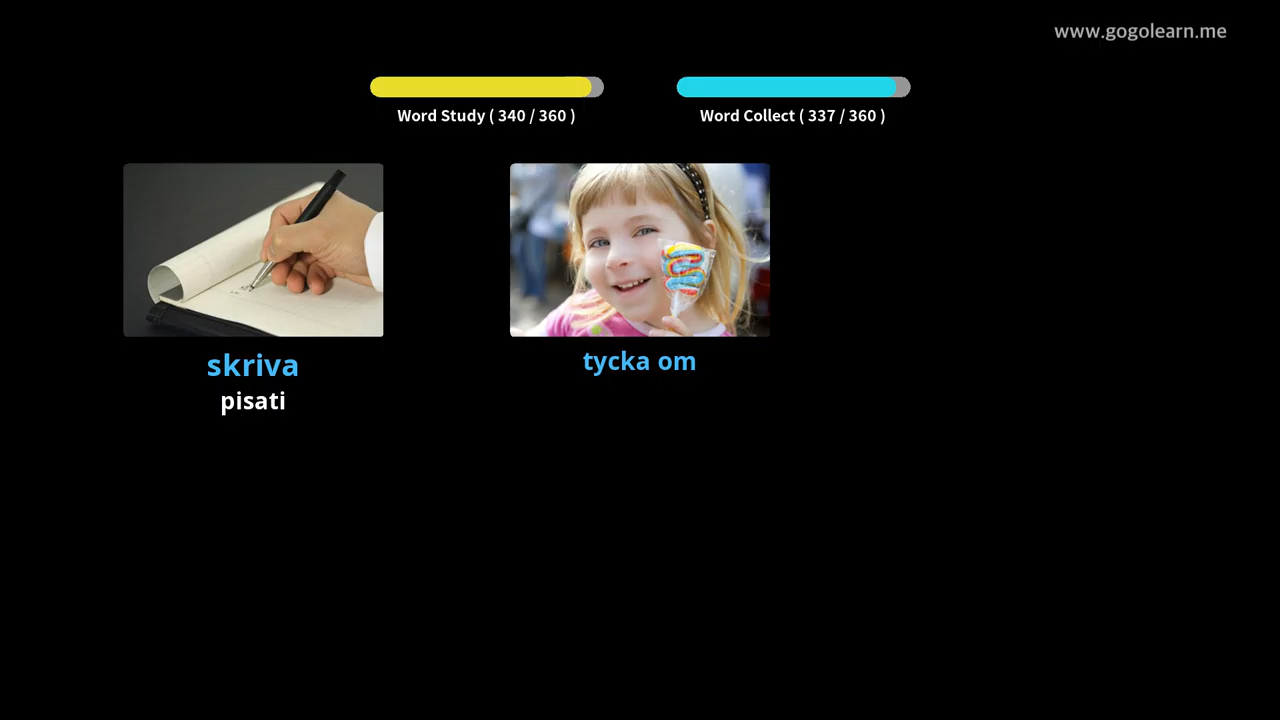 www.gogolearn.me
Word Study ( 340 / 360 )
Word Collect ( 337 / 360 )
skriva
pisati
tycka om